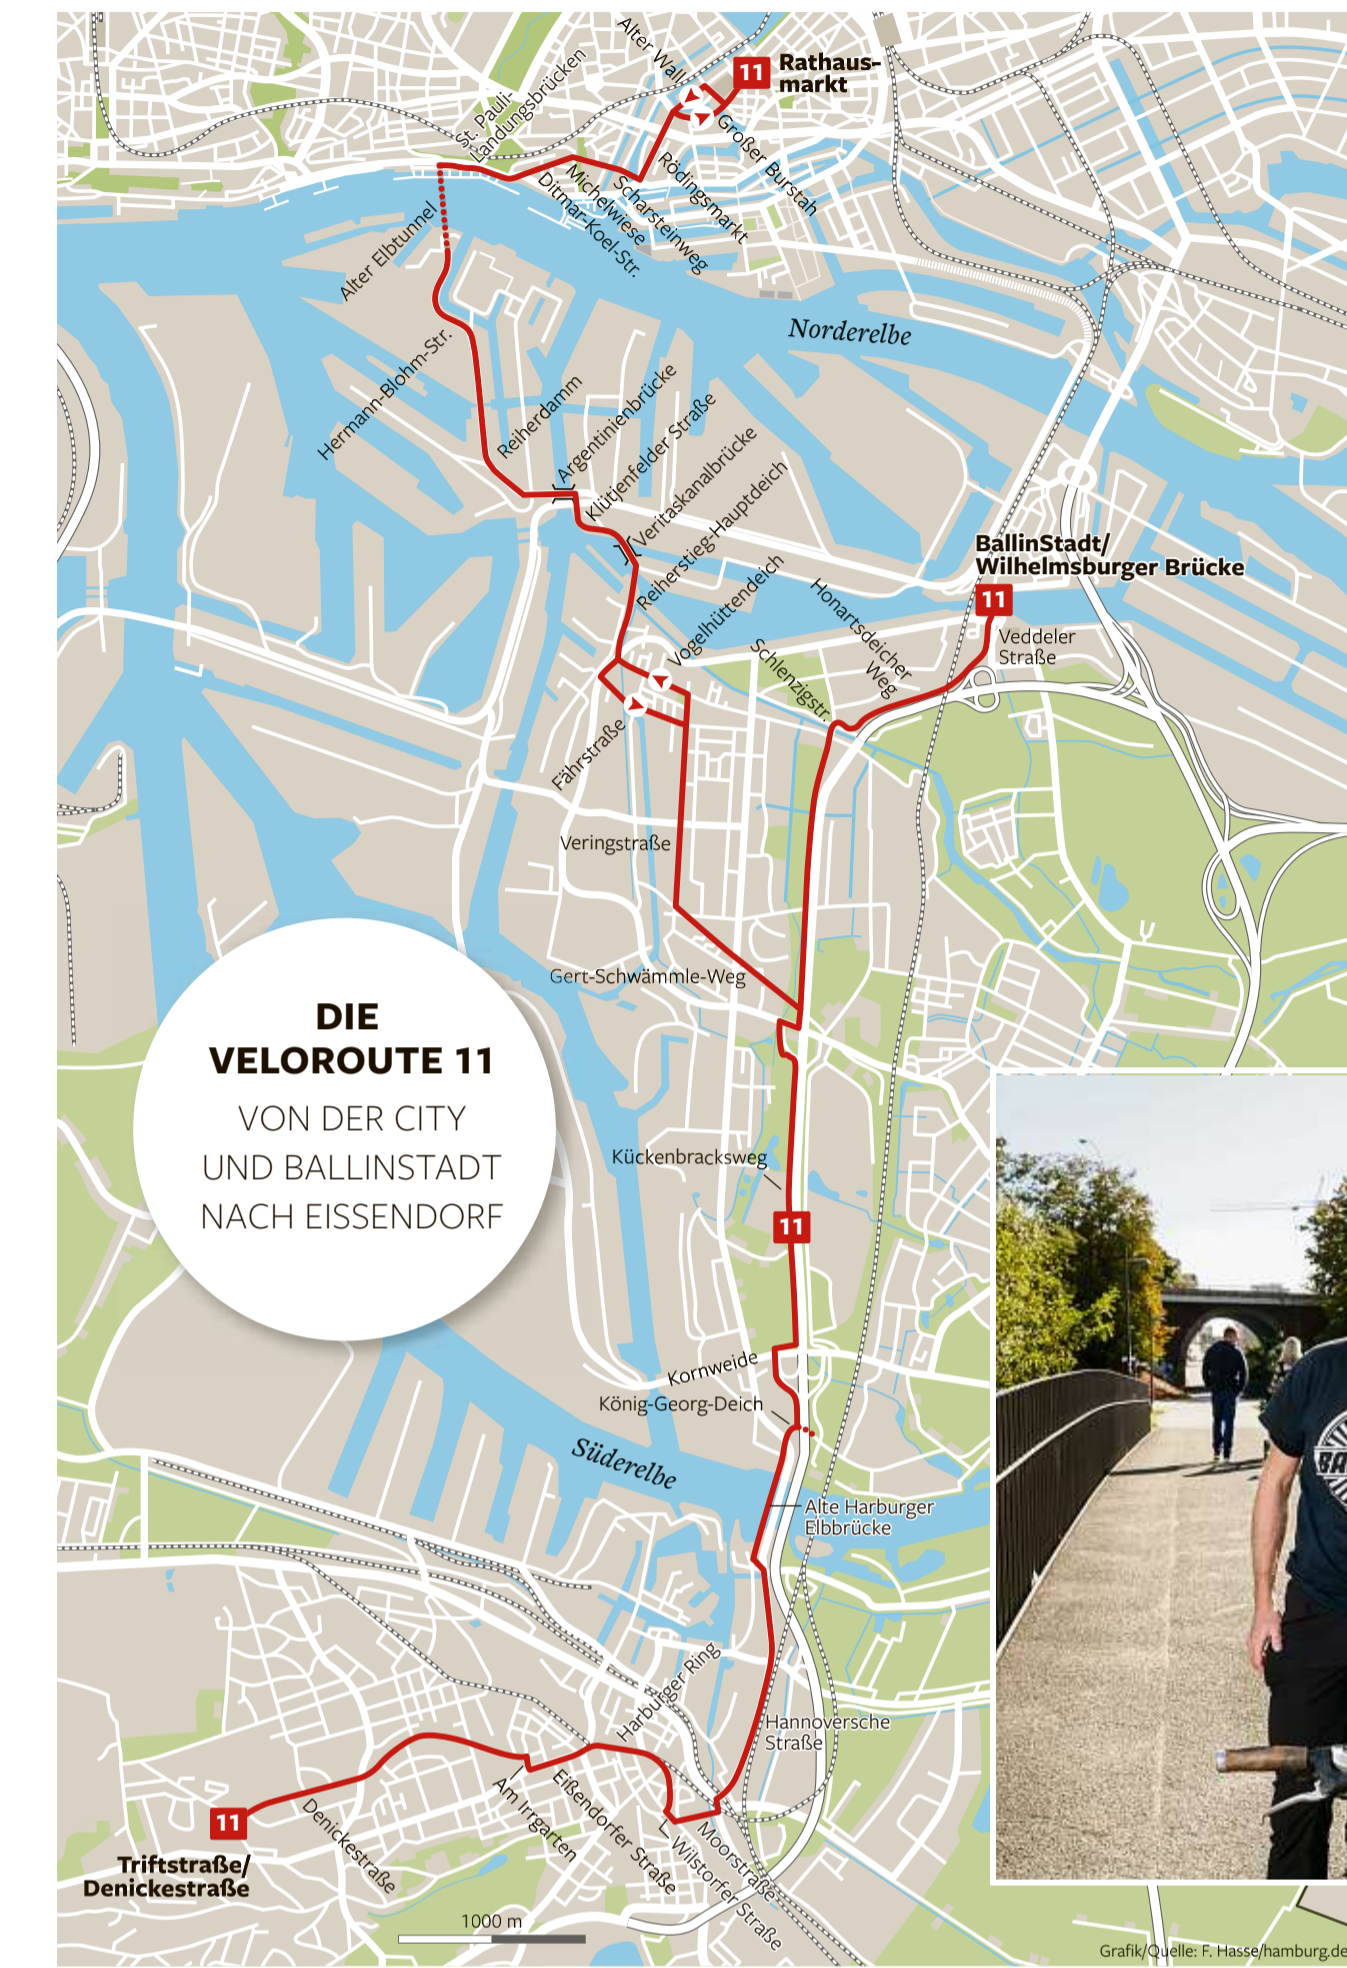 Alter Wall
11
Rathaus-
markt
St. Pauli-
Landungsbrücken
Großer Burstah
Rödingsmarkt
Scharsteinweg
Michelwiese
Ditmar-Koel-Str.
Alter Elbtunnel
Norderelbe
Hermann-Blohm-Str.
Reiherdamm
Argentinienbrücke
Klütjenfelder Straße
Veritaskanalbrücke
Reiherstieg-Hauptdeich
Vogelhüttendeich
BallinStadt/
Wilhelmsburger Brücke
11
Veddeler
Straße
Honartsdeicher
Weg
Schlenzigstr.
Fährstraße
Veringstraße
Gert-Schwämmle-Weg
DIE
VELOROUTE 11
VON DER CITY
UND BALLINSTADT
NACH EISSENDORF
Kückenbracksweg
11
Kornweide
König-Georg-Deich
Süderelbe
Alte Harburger
Elbbrücke
BA
Harburger Ring
Hannoversche
Straße
11
Triftstraße/
Denickestraße
Denickestraße
Am Irrgarten
Eißendorfer Straße
Moorstraße
Wilstorfer Straße
1000 m
Grafik/Quelle: F. Hasse/hamburg.de